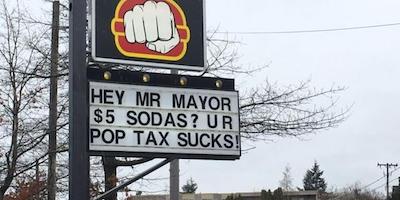 HEY MR MAYOR
$5 SODAS? U R
POP TAX SUCKS!